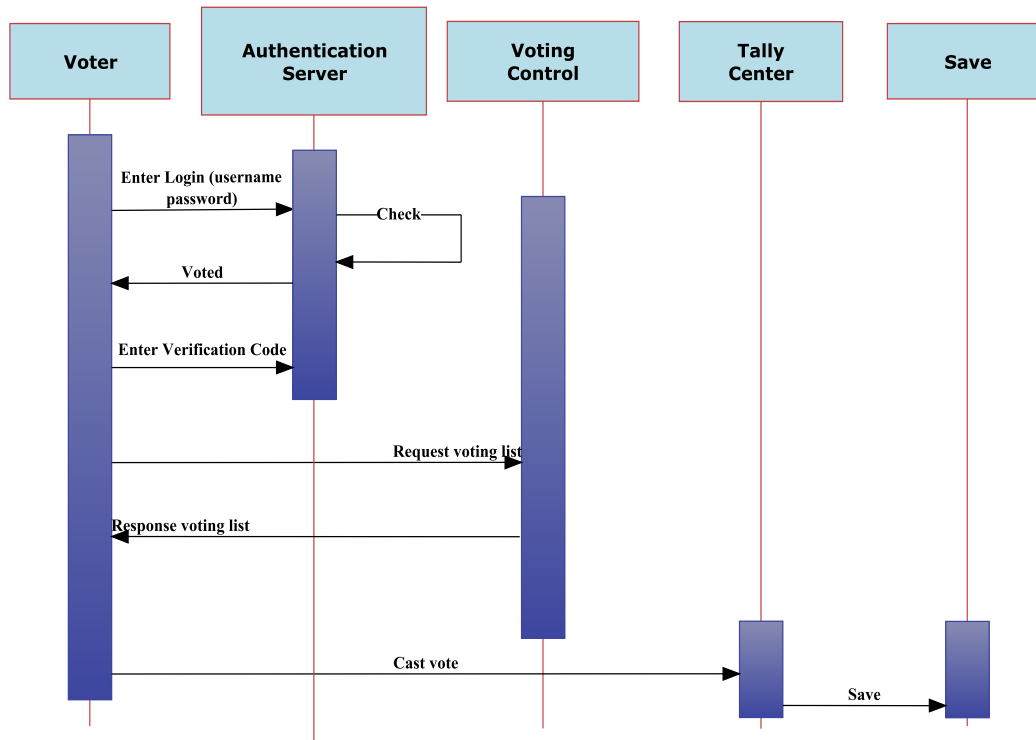 Voter
Authentication
Server
Voting
Control
Tally
Center
Save
Enter Login (username
password)
Check
Voted
Enter Verification Code
Request voting list
Response voting list
Cast vote
Save